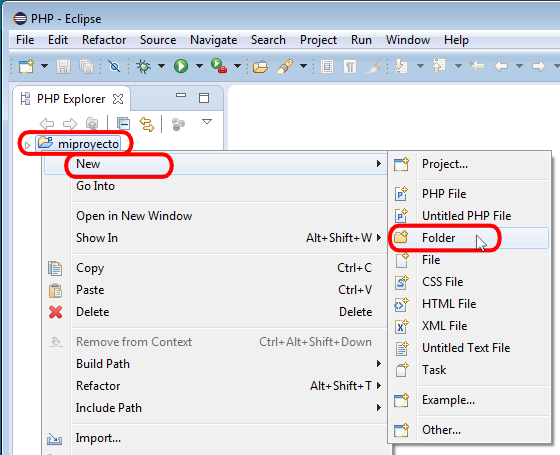 PHP - Eclipse
File Edit Refactor Source Navigate Search Project Run Window Help
PHP Explorer
miproyecto
New
Go Into
Open in New Window
Show In Alt+Shift+W
Copy Ctrl+C
Paste Ctrl+V
Delete Delete
Remove from Context Ctrl+Alt+Shift+Down
Build Path
Refactor Alt+Shift+T
Include Path
Import...
Project...
PHP File
Untitled PHP File
Folder
File
CSS File
HTML File
XML File
Untitled Text File
Task
Example...
Other...